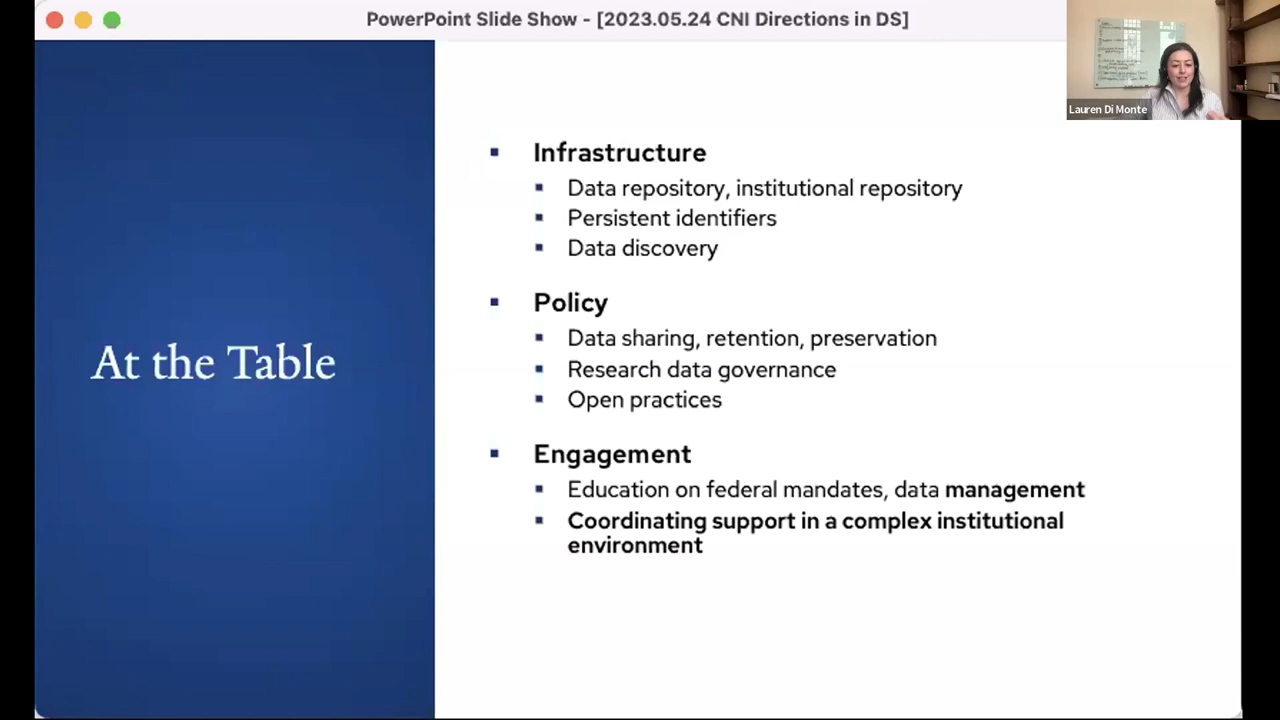 PowerPoint Slide Show - [2023.05.24 CNI Directions in DS]
Lauren Di Monte
At the Table
Infrastructure
Data repository, institutional repository
Persistent identifiers
Data discovery
Policy
Data sharing, retention, preservation
Research data governance
Open practices
Engagement
Education on federal mandates, data management
Coordinating support in a complex institutional
environment